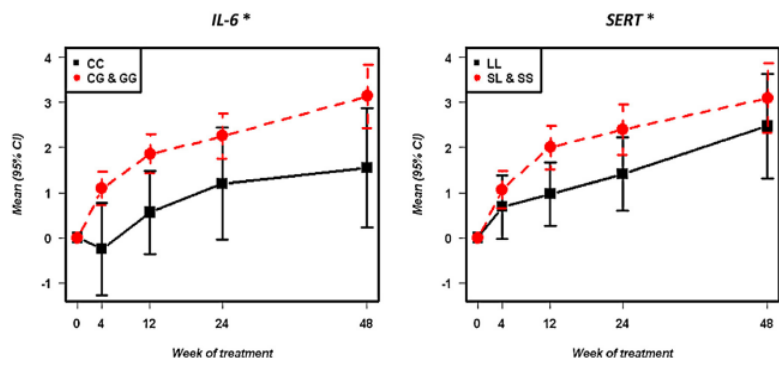 IL-6 *
CC
CG & GG
4
3
2
1
0
-1
Mean (95% CI)
0 4 12 24 48
Week of treatment
SERT *
LL
SL & SS
4
3
2
1
0
-1
Mean (95% CI)
0 4 12 24 48
Week of treatment